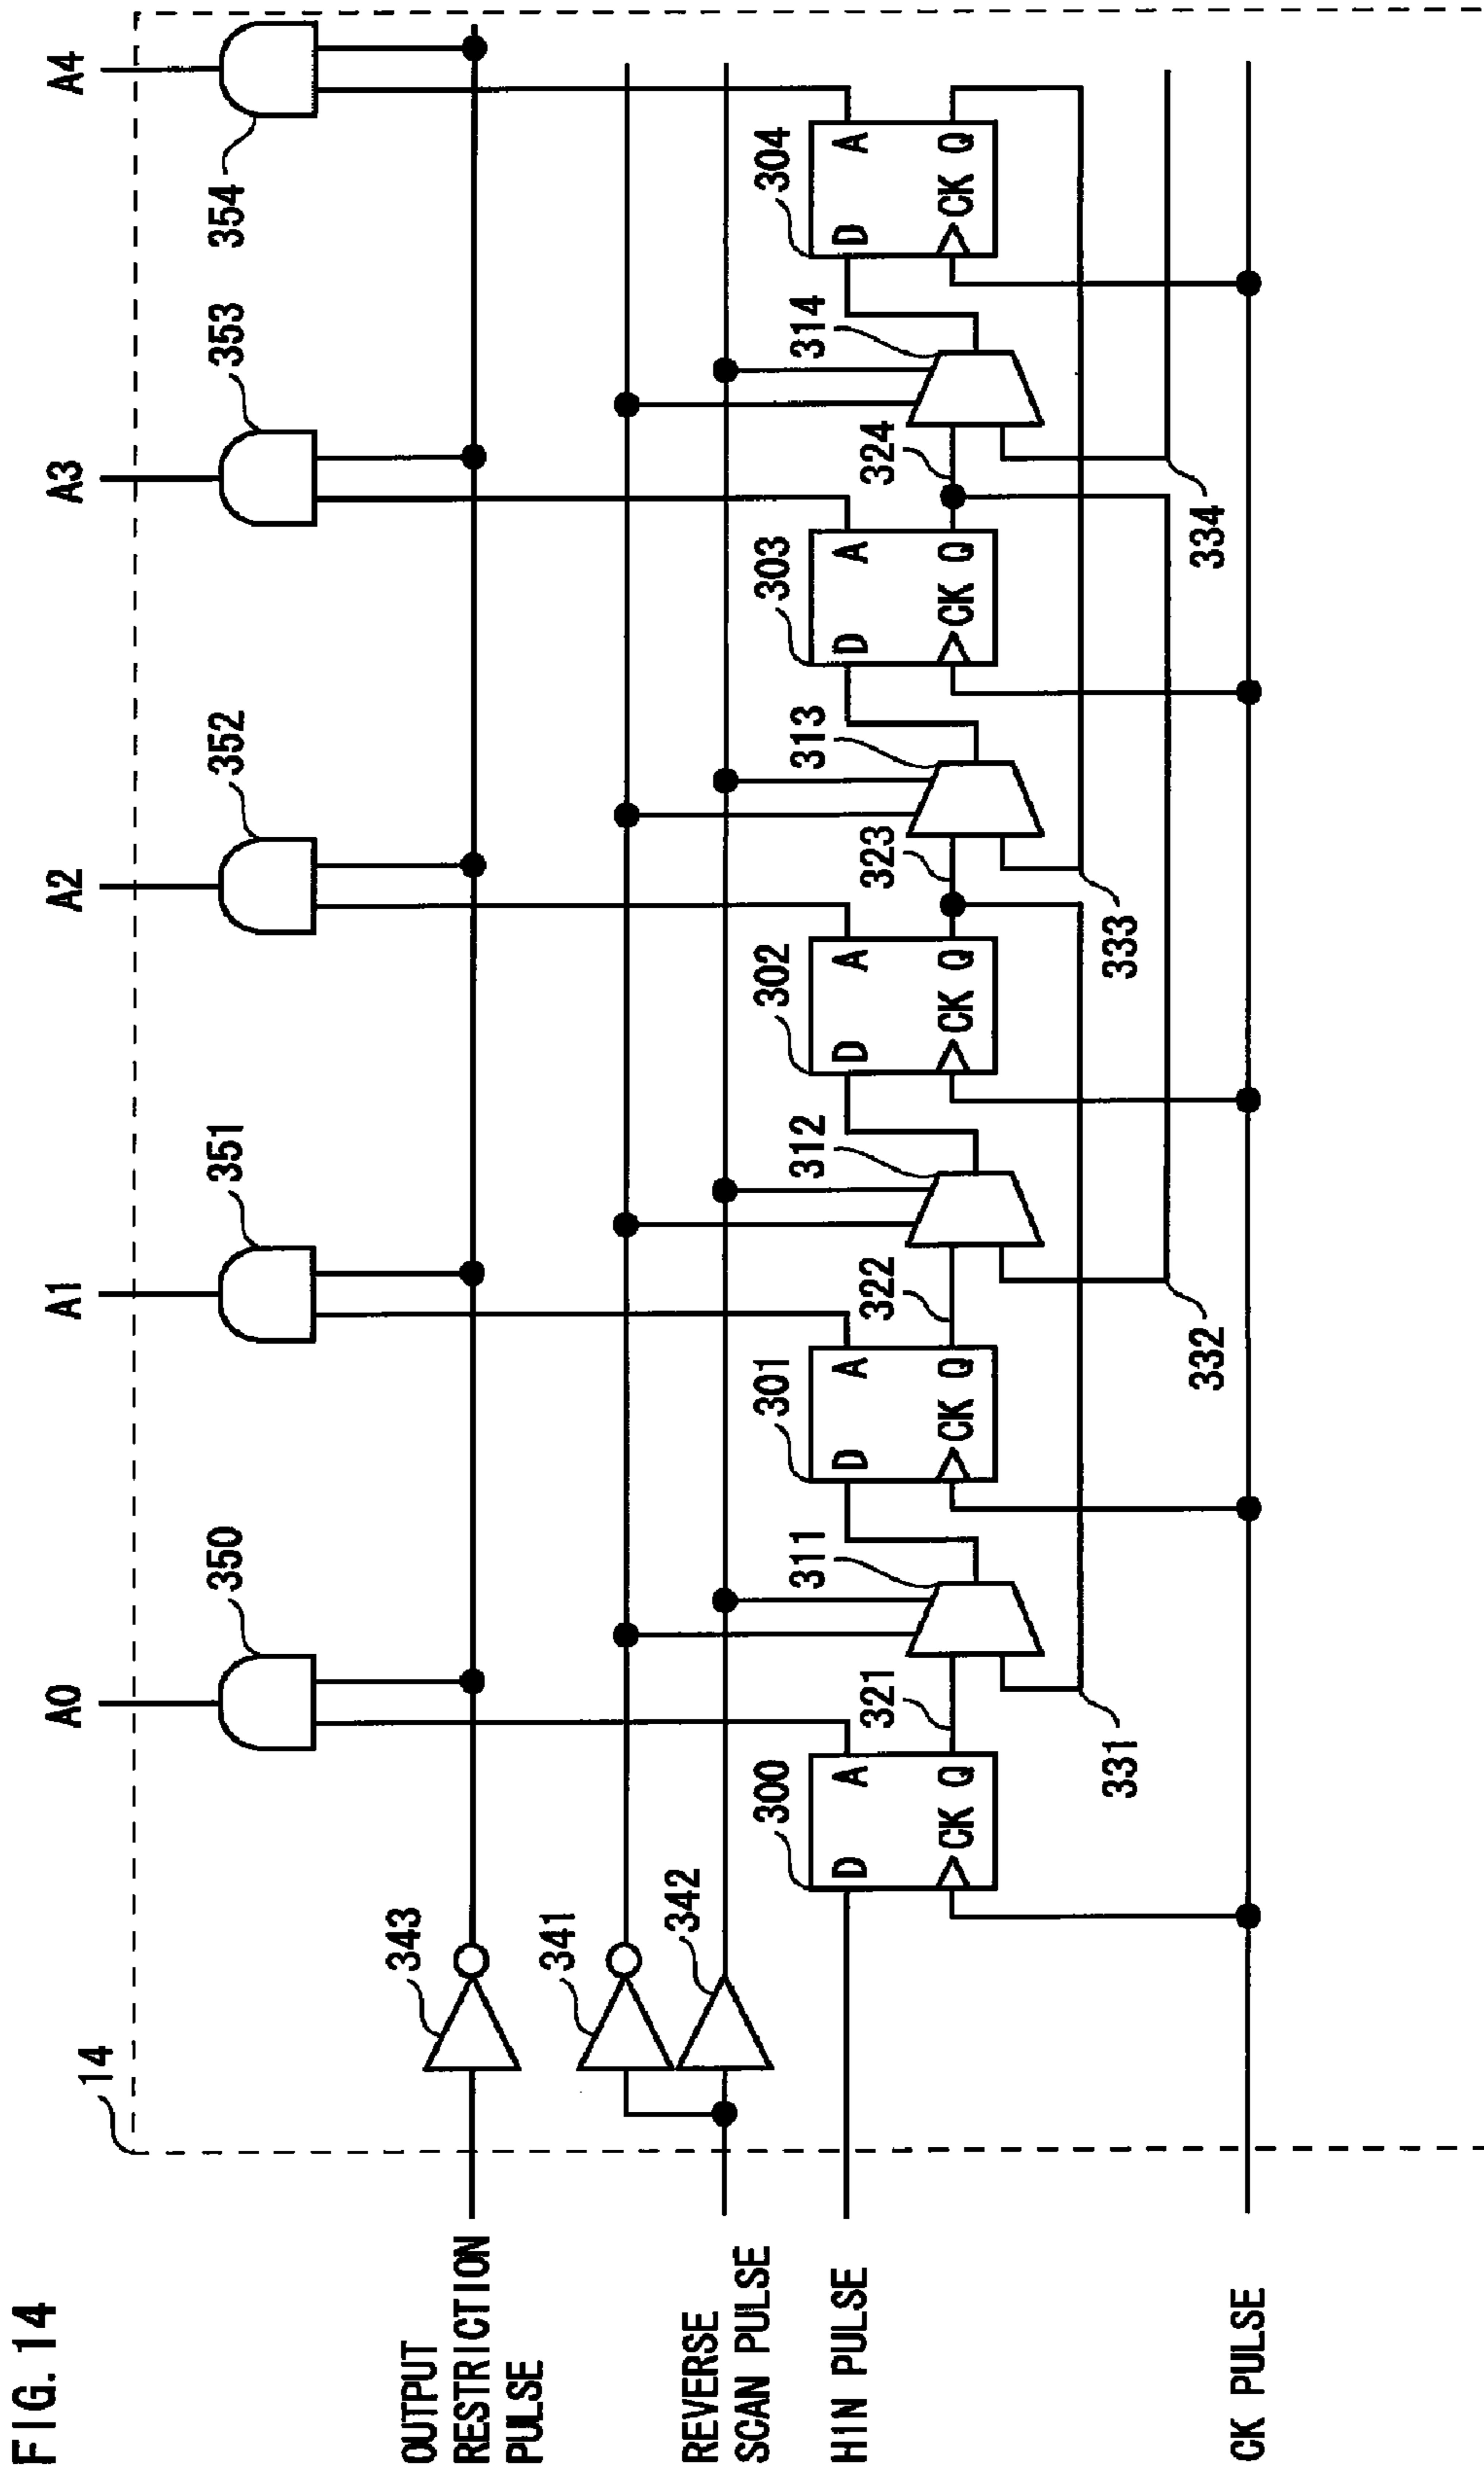 FIG. 14
14
A0
A1
A2
A3
A4
350
351
352
353
354
OUTPUT
RESTRICTION
PULSE
343
341
342
REVERSE
SCAN PULSE
HIN PULSE
300
D
A
CK
Q
301
D
A
CK
Q
302
D
A
CK
Q
303
D
A
CK
Q
304
D
A
CK
Q
311
312
313
314
321
322
323
324
331
332
333
334
CK PULSE